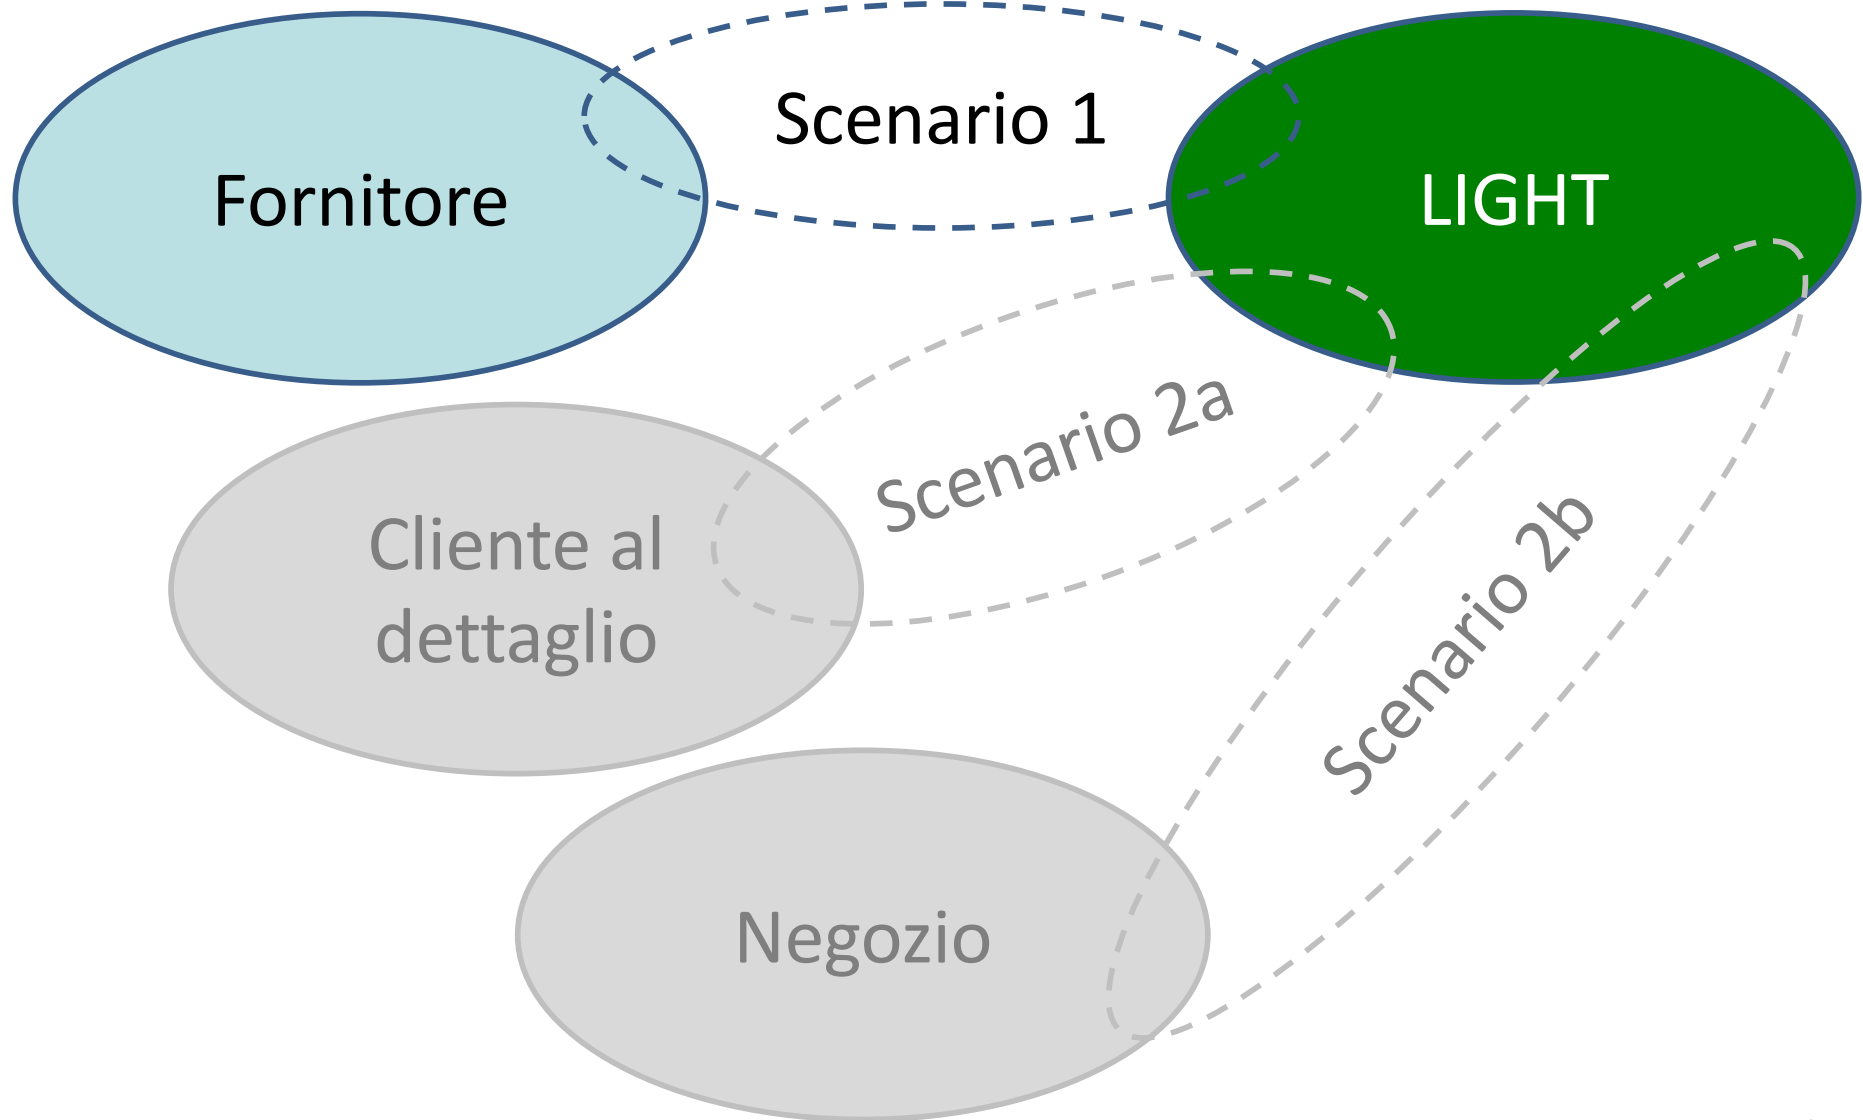 Scenario 1
Fornitore
LIGHT
Scenario 2a
Cliente al
dettaglio
Scenario 2b
Negozio